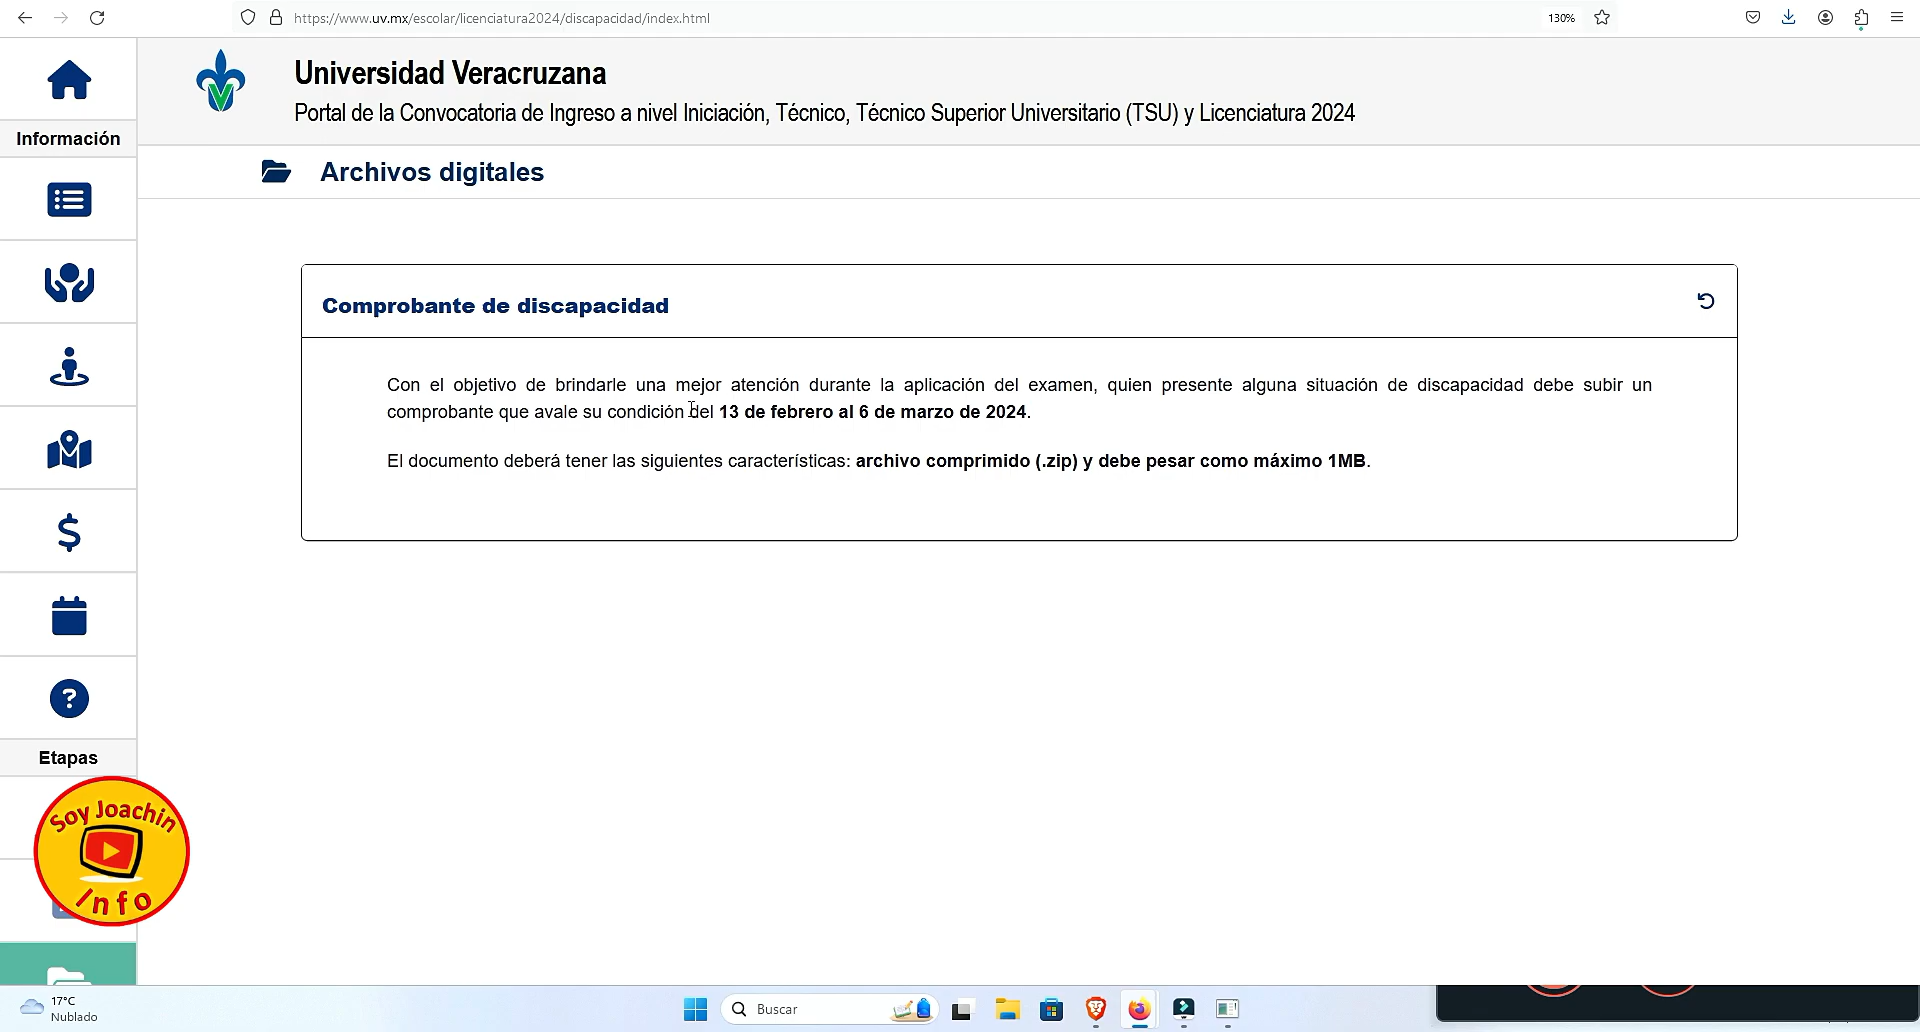 https://www.uv.mx/escolar/licenciatura2024/discapacidad/index.html
130%
Universidad Veracruzana
Portal de la Convocatoria de Ingreso a nivel Iniciación, Técnico, Técnico Superior Universitario (TSU) y Licenciatura 2024
Información
Archivos digitales
Comprobante de discapacidad
Con el objetivo de brindarle una mejor atención durante la aplicación del examen, quien presente alguna situación de discapacidad debe subir un
comprobante que avale su condición del 13 de febrero al 6 de marzo de 2024.
El documento deberá tener las siguientes características: archivo comprimido (.zip) y debe pesar como máximo 1MB.
Etapas
Soy Joachin
Info
17°C
Nublado
Buscar